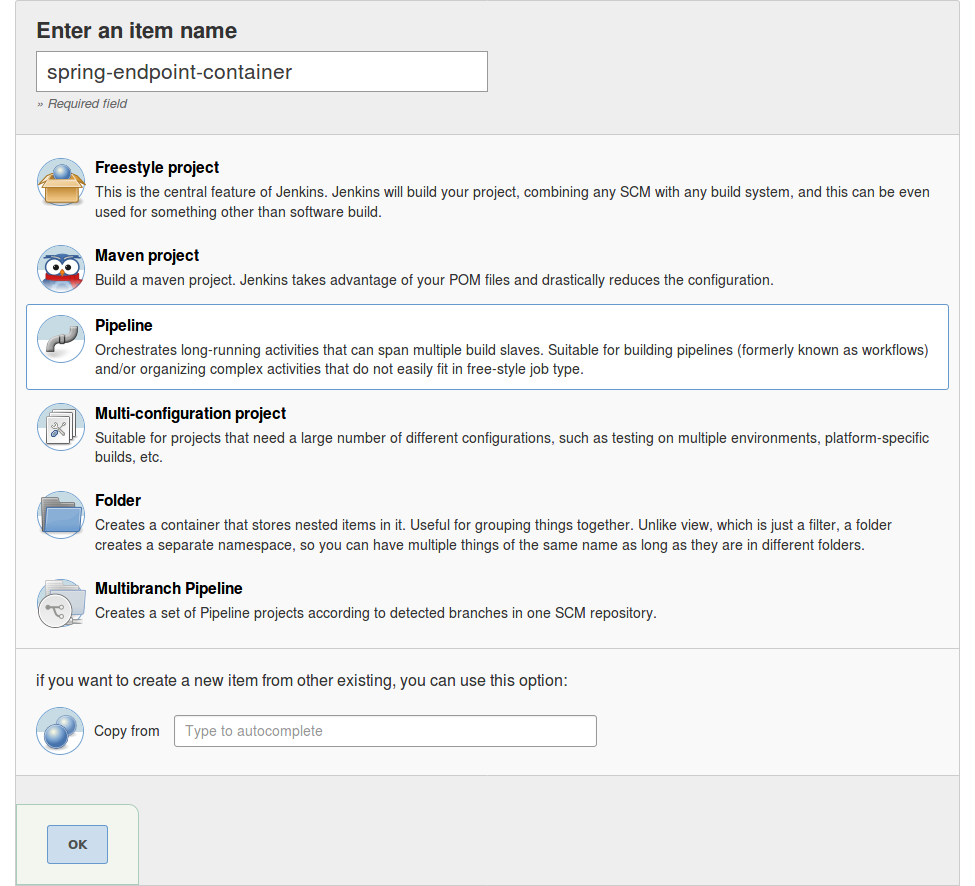 Enter an item name
spring-endpoint-container
» Required field
Freestyle project
This is the central feature of Jenkins. Jenkins will build your project, combining any SCM with any build system, and this can be even
used for something other than software build.
Maven project
Build a maven project. Jenkins takes advantage of your POM files and drastically reduces the configuration.
Pipeline
Orchestrates long-running activities that can span multiple build slaves. Suitable for building pipelines (formerly known as workflows)
and/or organizing complex activities that do not easily fit in free-style job type.
Multi-configuration project
Suitable for projects that need a large number of different configurations, such as testing on multiple environments, platform-specific
builds, etc.
Folder
Creates a container that stores nested items in it. Useful for grouping things together. Unlike view, which is just a filter, a folder
creates a separate namespace, so you can have multiple things of the same name as long as they are in different folders.
Multibranch Pipeline
Creates a set of Pipeline projects according to detected branches in one SCM repository.
if you want to create a new item from other existing, you can use this option:
Copy from
Type to autocomplete
OK